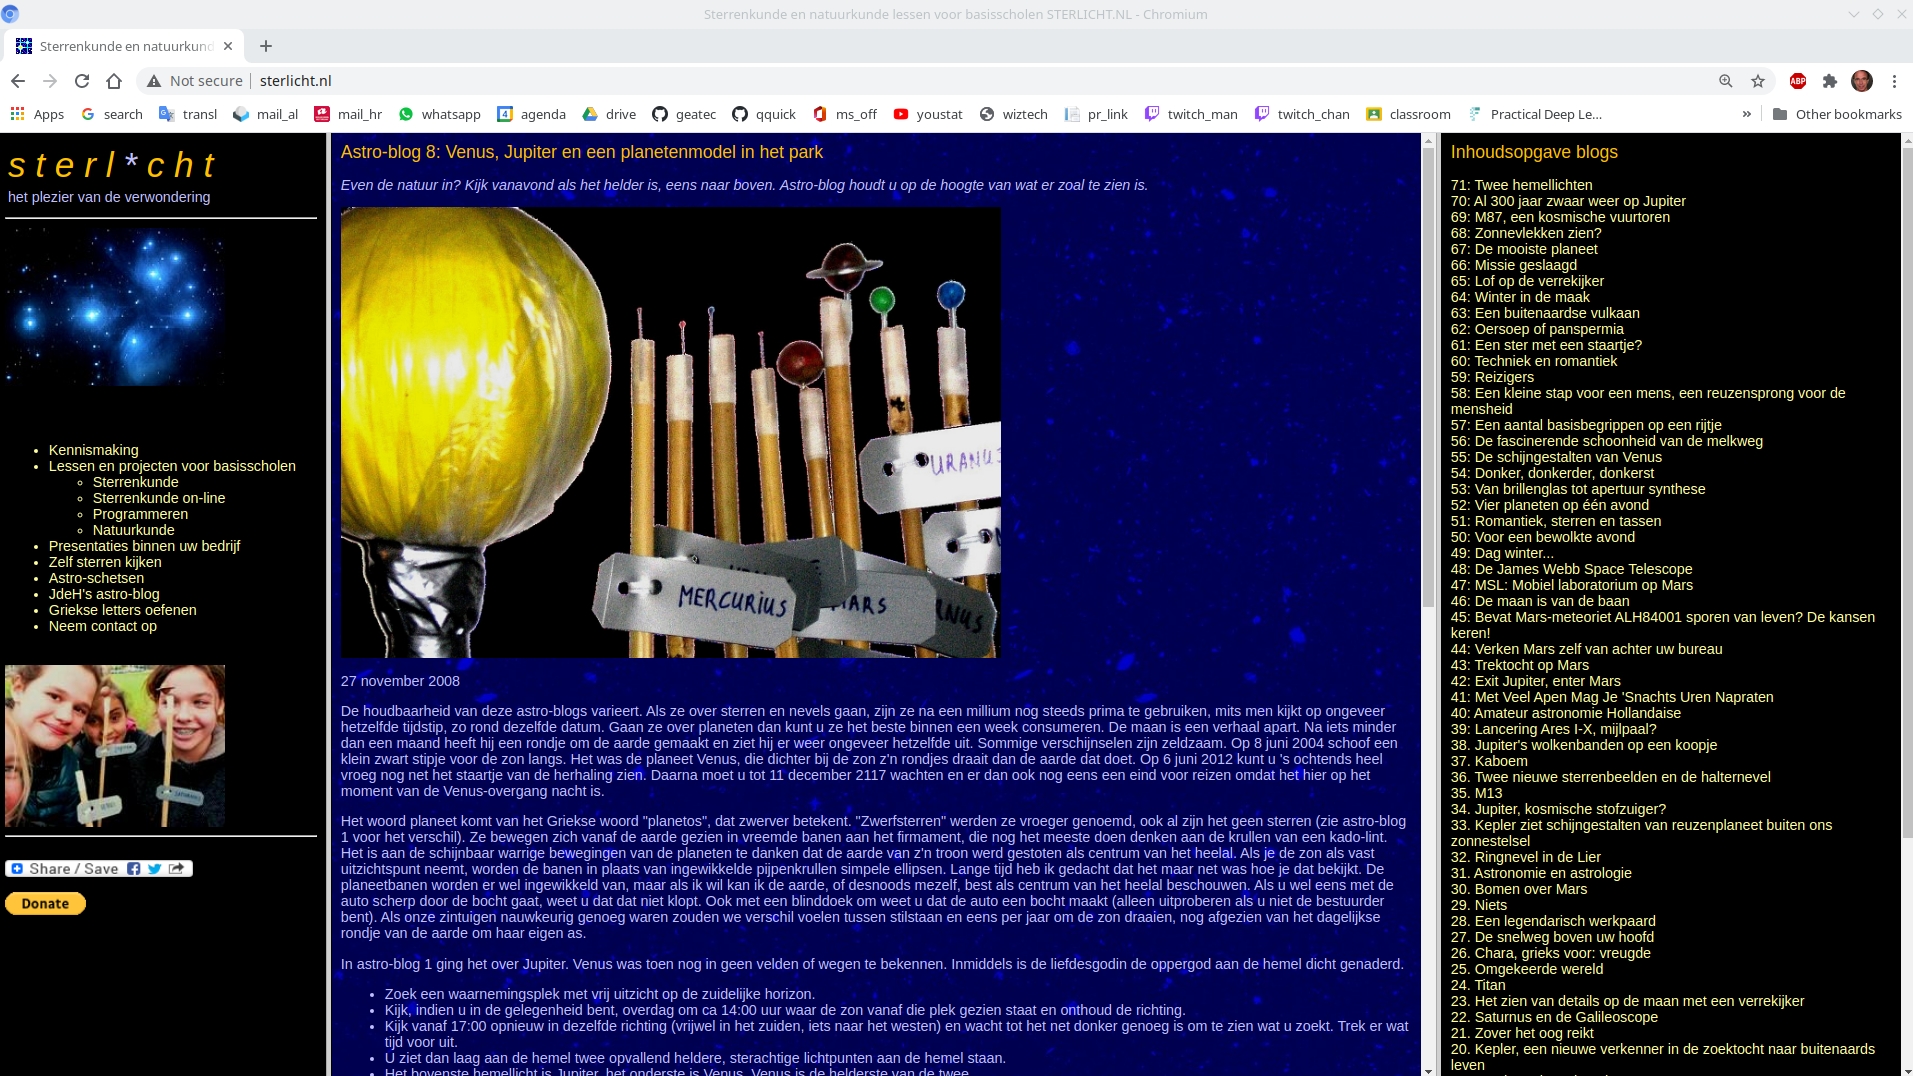 Sterrenkunde en natuurkunde lessen voor basisscholen STERLICHT.NL - Chromium
Sterrenkunde en natuurkund
Not secure
sterlicht.nl
Apps
search
transl
mail_al
mail_hr
whatsapp
agenda
drive
geatec
qquick
ms_off
youstat
wiztech
pr_link
twitch_man
twitch_chan
classroom
Practical Deep Le...
»
Other bookmarks
sterl*cht
het plezier van de verwondering
Kennismaking
Lessen en projecten voor basisscholen
Sterrenkunde
Sterrenkunde on-line
Programmeren
Natuurkunde
Presentaties binnen uw bedrijf
Zelf sterren kijken
Astro-schetsen
JdeH's astro-blog
Griekse letters oefenen
Neem contact op
Share / Save
Donate
Astro-blog 8: Venus, Jupiter en een planetenmodel in het park
Even de natuur in? Kijk vanavond als het helder is, eens naar boven. Astro-blog houdt u op de hoogte van wat er zoal te zien is.
URANUS
MERCURIUS
MARS
27 november 2008
De houdbaarheid van deze astro-blogs varieert. Als ze over sterren en nevels gaan, zijn ze na een millium nog steeds prima te gebruiken, mits men kijkt op ongeveer
hetzelfde tijdstip, zo rond dezelfde datum. Gaan ze over planeten dan kunt u ze het beste binnen een week consumeren. De maan is een verhaal apart. Na iets minder
dan een maand heeft hij een rondje om de aarde gemaakt en ziet hij er weer ongeveer hetzelfde uit. Sommige verschijnselen zijn zeldzaam. Op 8 juni 2004 schoof een
klein zwart stipje voor de zon langs. Het was de planeet Venus, die dichter bij de zon z'n rondjes draait dan de aarde dat doet. Op 6 juni 2012 kunt u 's ochtends heel
vroeg nog net het staartje van de herhaling zien. Daarna moet u tot 11 december 2117 wachten en er dan ook nog eens een eind voor reizen omdat het hier op het
moment van de Venus-overgang nacht is.
Het woord planeet komt van het Griekse woord "planetos", dat zwerver betekent. "Zwerfsterren" werden ze vroeger genoemd, ook al zijn het geen sterren (zie astro-blog
1 voor het verschil). Ze bewegen zich vanaf de aarde gezien in vreemde banen aan het firmament, die nog het meeste doen denken aan de krullen van een kado-lint.
Het is aan de schijnbaar warrige bewegingen van de planeten te danken dat de aarde van z'n troon werd gestoten als centrum van het heelal. Als je de zon als vast
uitzichtspunt neemt, worden de banen in plaats van ingewikkelde pijpenkrullen simpele ellipsen. Lange tijd heb ik gedacht dat het maar net was hoe je dat bekijkt. De
planeetbanen worden er wel ingewikkeld van, maar als ik wil kan ik de aarde, of desnoods mezelf, best als centrum van het heelal beschouwen. Als u wel eens met de
auto scherp door de bocht gaat, weet u dat dat niet klopt. Ook met een blinddoek om weet u dat de auto een bocht maakt (alleen uitproberen als u niet de bestuurder
bent). Als onze zintuigen nauwkeurig genoeg waren zouden we verschil voelen tussen stilstaan en eens per jaar om de zon draaien, nog afgezien van het dagelijkse
rondje van de aarde om haar eigen as.
In astro-blog 1 ging het over Jupiter. Venus was toen nog in geen velden of wegen te bekennen. Inmiddels is de liefdesgodin de oppergod aan de hemel dicht genaderd.
Zoek een waarnemingsplek met vrij uitzicht op de zuidelijke horizon.
Kijk, indien u in de gelegenheid bent, overdag om ca 14:00 uur waar de zon vanaf die plek gezien staat en onthoud de richting.
Kijk vanaf 17:00 opnieuw in dezelfde richting (vrijwel in het zuiden, iets naar het westen) en wacht tot het net donker genoeg is om te zien wat u zoekt. Trek er wat
tijd voor uit.
U ziet dan laag aan de hemel twee opvallend heldere, sterachtige lichtpunten aan de hemel staan.
Het bovenste hemellicht is Jupiter, het onderste is Venus. Venus is de helderste van de twee.
Inhoudsopgave blogs
71: Twee hemellichten
70: Al 300 jaar zwaar weer op Jupiter
69: M87, een kosmische vuurtoren
68: Zonnevlekken zien?
67: De mooiste planeet
66: Missie geslaagd
65: Lof op de verrekijker
64: Winter in de maak
63: Een buitenaardse vulkaan
62: Oersoep of panspermia
61: Een ster met een staartje?
60: Techniek en romantiek
59: Reizigers
58: Een kleine stap voor een mens, een reuzensprong voor de
mensheid
57: Een aantal basisbegrippen op een rijtje
56: De fascinerende schoonheid van de melkweg
55: De schijngestalten van Venus
54: Donker, donkerder, donkerst
53: Van brillenglas tot apertuur synthese
52: Vier planeten op één avond
51: Romantiek, sterren en tassen
50: Voor een bewolkte avond
49: Dag winter...
48: De James Webb Space Telescope
47: MSL: Mobiel laboratorium op Mars
46: De maan is van de baan
45: Bevat Mars-meteoriet ALH84001 sporen van leven? De kansen
keren!
44: Verken Mars zelf van achter uw bureau
43: Trektocht op Mars
42: Exit Jupiter, enter Mars
41: Met Veel Apen Mag Je 'Snachts Uren Napraten
40: Amateur astronomie Hollandaise
39: Lancering Ares I-X, mijlpaal?
38. Jupiter's wolkenbanden op een koopje
37. Kaboem
36. Twee nieuwe sterrenbeelden en de halternevel
35. M13
34. Jupiter, kosmische stofzuiger?
33. Kepler ziet schijngestalten van reuzenplaneet buiten ons
zonnestelsel
32. Ringnevel in de Lier
31. Astronomie en astrologie
30. Bomen over Mars
29. Niets
28. Een legendarisch werkpaard
27. De snelweg boven uw hoofd
26. Chara, grieks voor: vreugde
25. Omgekeerde wereld
24. Titan
23. Het zien van details op de maan met een verrekijker
22. Saturnus en de Galileoscope
21. Zover het oog reikt
20. Kepler, een nieuwe verkenner in de zoektocht naar buitenaards
leven